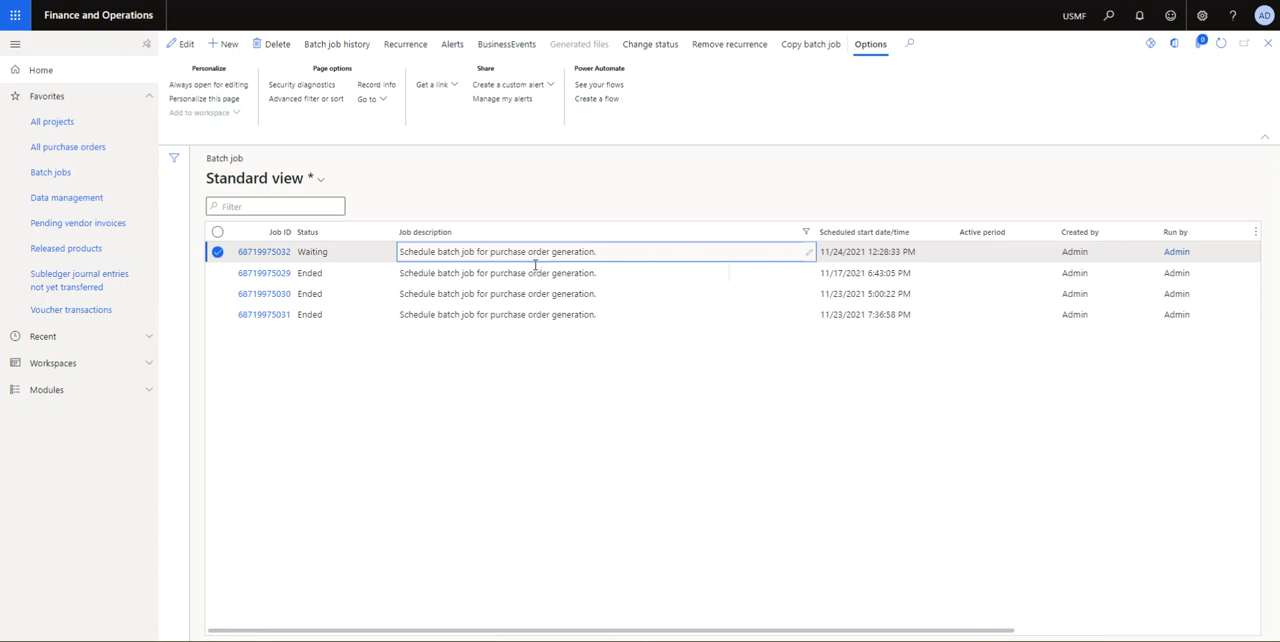 Finance and Operations
USMF
AD
Edit
New
Delete
Batch job history
Recurrence
Alerts
BusinessEvents
Generated files
Change status
Remove recurrence
Copy batch job
Options
0
Personalize
Always open for editing
Personalize this page
Add to workspace
Page options
Security diagnostics
Record info
Advanced filter or sort
Go to
Share
Get a link
Create a custom alert
Manage my alerts
Power Automate
See your flows
Create a flow
Home
Favorites
All projects
All purchase orders
Batch jobs
Data management
Pending vendor invoices
Released products
Subledger journal entries
not yet transferred
Voucher transactions
Recent
Workspaces
Modules
Batch job
Standard view *
Filter
Job ID Status Job description Scheduled start date/time Active period Created by Run by
68719975032 Waiting Schedule batch job for purchase order generation. 11/24/2021 12:28:33 PM Admin Admin
68719975029 Ended Schedule batch job for purchase order generation. 11/17/2021 6:43:05 PM Admin Admin
68719975030 Ended Schedule batch job for purchase order generation. 11/23/2021 5:00:22 PM Admin Admin
68719975031 Ended Schedule batch job for purchase order generation. 11/23/2021 7:36:58 PM Admin Admin